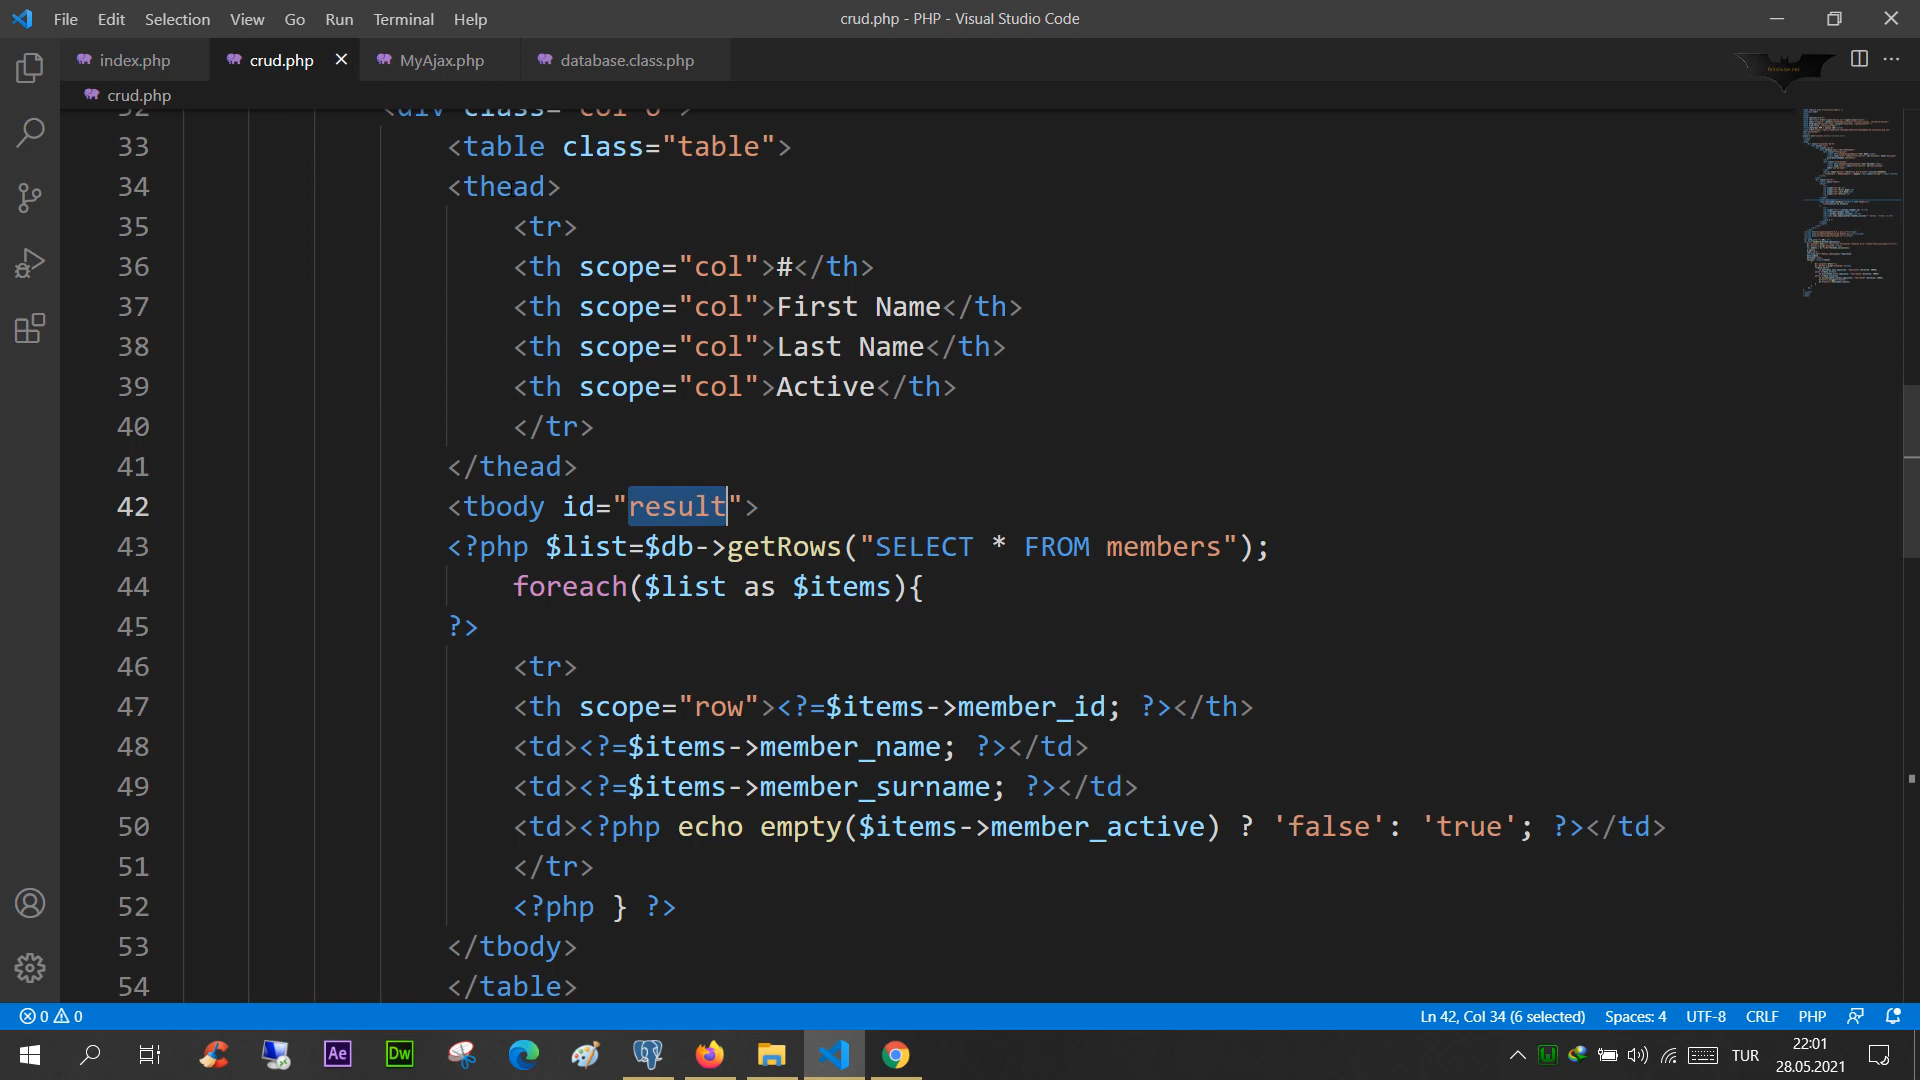 File Edit Selection View Go Run Terminal Help
crud.php - PHP - Visual Studio Code
index.php crud.php MyAjax.php database.class.php
crud.php
32 <div class="col-6">
33 <table class="table">
34 <thead>
35 <tr>
36 <th scope="col">#</th>
37 <th scope="col">First Name</th>
38 <th scope="col">Last Name</th>
39 <th scope="col">Active</th>
40 </tr>
41 </thead>
42 <tbody id="result">
43 <?php $list=$db->getRows("SELECT * FROM members");
44 foreach($list as $items){
45 ?>
46 <tr>
47 <th scope="row"><?=$items->member_id; ?></th>
48 <td><?=$items->member_name; ?></td>
49 <td><?=$items->member_surname; ?></td>
50 <td><?php echo empty($items->member_active) ? 'false': 'true'; ?></td>
51 </tr>
52 <?php } ?>
53 </tbody>
54 </table>
0 0 Ln 42, Col 34 (6 selected) Spaces: 4 UTF-8 CRLF PHP
Ae Dw TUR
22:01
28.05.2021